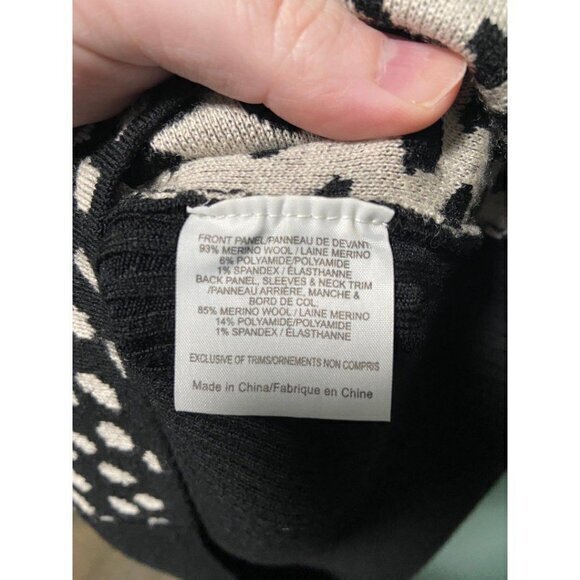 FRONT PANEL/PANNEAU DE DEVANT,
93% MERINO WOOL / LAINE MERINO
6% POLYAMIDE/POLYAMIDE
1% SPANDEX / ÉLASTHANNE
BACK PANEL, SLEEVES & NECK TRIM
/PANNEAU ARRIÈRE, MANCHE &
BORD DE COL,
85% MERINO WOOL / LAINE MERINO
14% POLYAMIDE/POLYAMIDE
1% SPANDEX / ÉLASTHANNE
EXCLUSIVE OF TRIMS/ORNEMENTS NON COMPRIS
Made in China/Fabrique en Chine